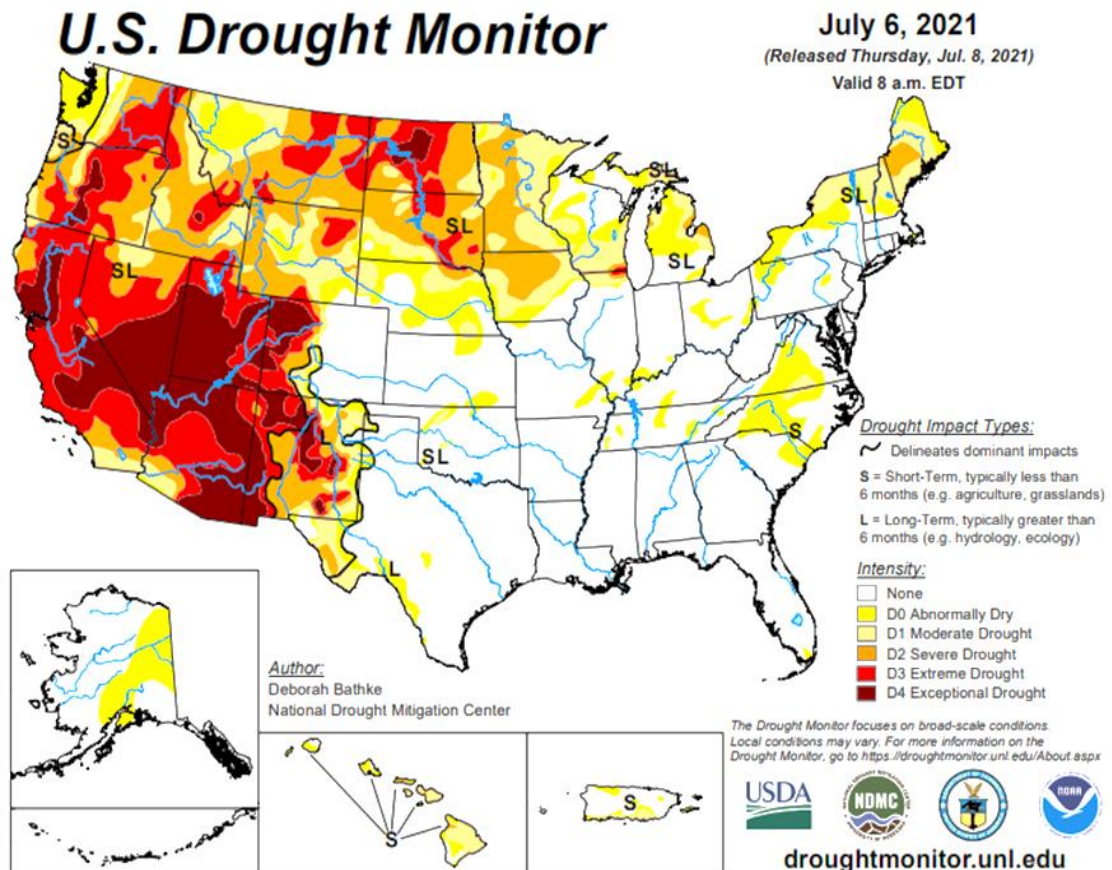 U.S. Drought Monitor
July 6, 2021
(Released Thursday, Jul. 8, 2021)
Valid 8 a.m. EDT
SL
S
SL
SL
SL
SL
SL
S
L
SL
L
Drought Impact Types:
Delineates dominant impacts
S = Short-Term, typically less than
6 months (e.g. agriculture, grasslands)
L = Long-Term, typically greater than
6 months (e.g. hydrology, ecology)
Intensity:
None
D0 Abnormally Dry
D1 Moderate Drought
D2 Severe Drought
D3 Extreme Drought
D4 Exceptional Drought
Author:
Deborah Bathke
National Drought Mitigation Center
S
S
The Drought Monitor focuses on broad-scale conditions.
Local conditions may vary. For more information on the
Drought Monitor, go to https://droughtmonitor.unl.edu/About.aspx
USDA
NDMC
NOAA
droughtmonitor.unl.edu